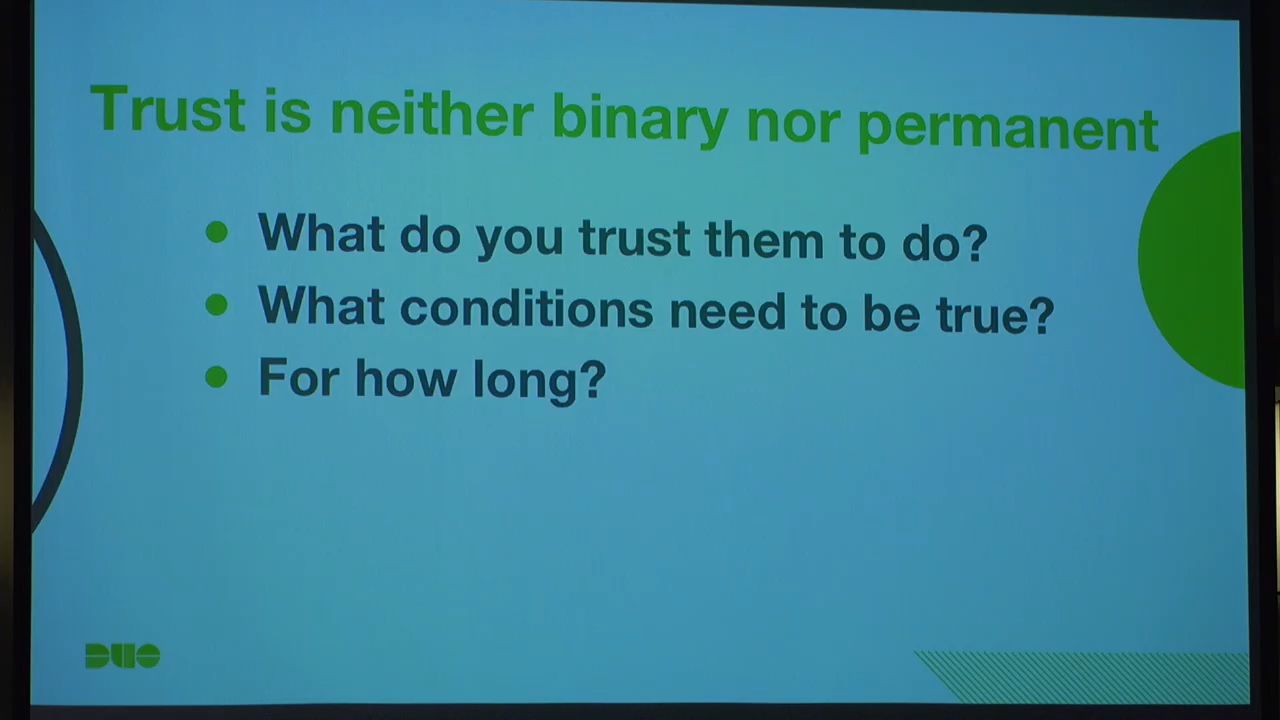 Trust is neither binary nor permanent
What do you trust them to do?
What conditions need to be true?
For how long?
DUO